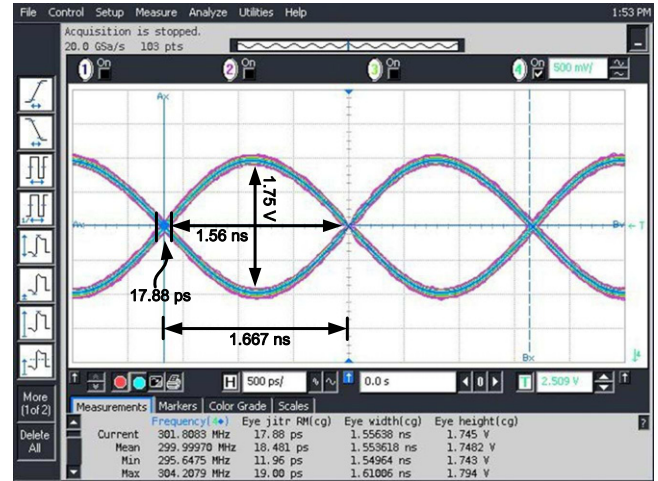 File Control Setup Measure Analyze Utilities Help 1:53 PM
Acquisition is stopped.
20.0 GSa/s 103 pts
1 On 2 On 3 On 4 On 500 mV/
Ax
1.75 V
Ax By T
1.56 ns
17.88 ps
1.667 ns
Bx
H 500 ps/ 0.0 s 0 T 2.509 V
More
(1of 2)
Delete
All
Measurements Markers Color Grade Scales
Frequency(4) Eye jitr RM(cg) Eye width(cg) Eye height(cg)
Current 301.8083 MHz 17.88 ps 1.55638 ns 1.745 V
Mean 299.99970 MHz 18.481 ps 1.553618 ns 1.7482 V
Min 295.6475 MHz 11.96 ps 1.54964 ns 1.743 V
Max 304.2079 MHz 19.00 ps 1.61006 ns 1.794 V